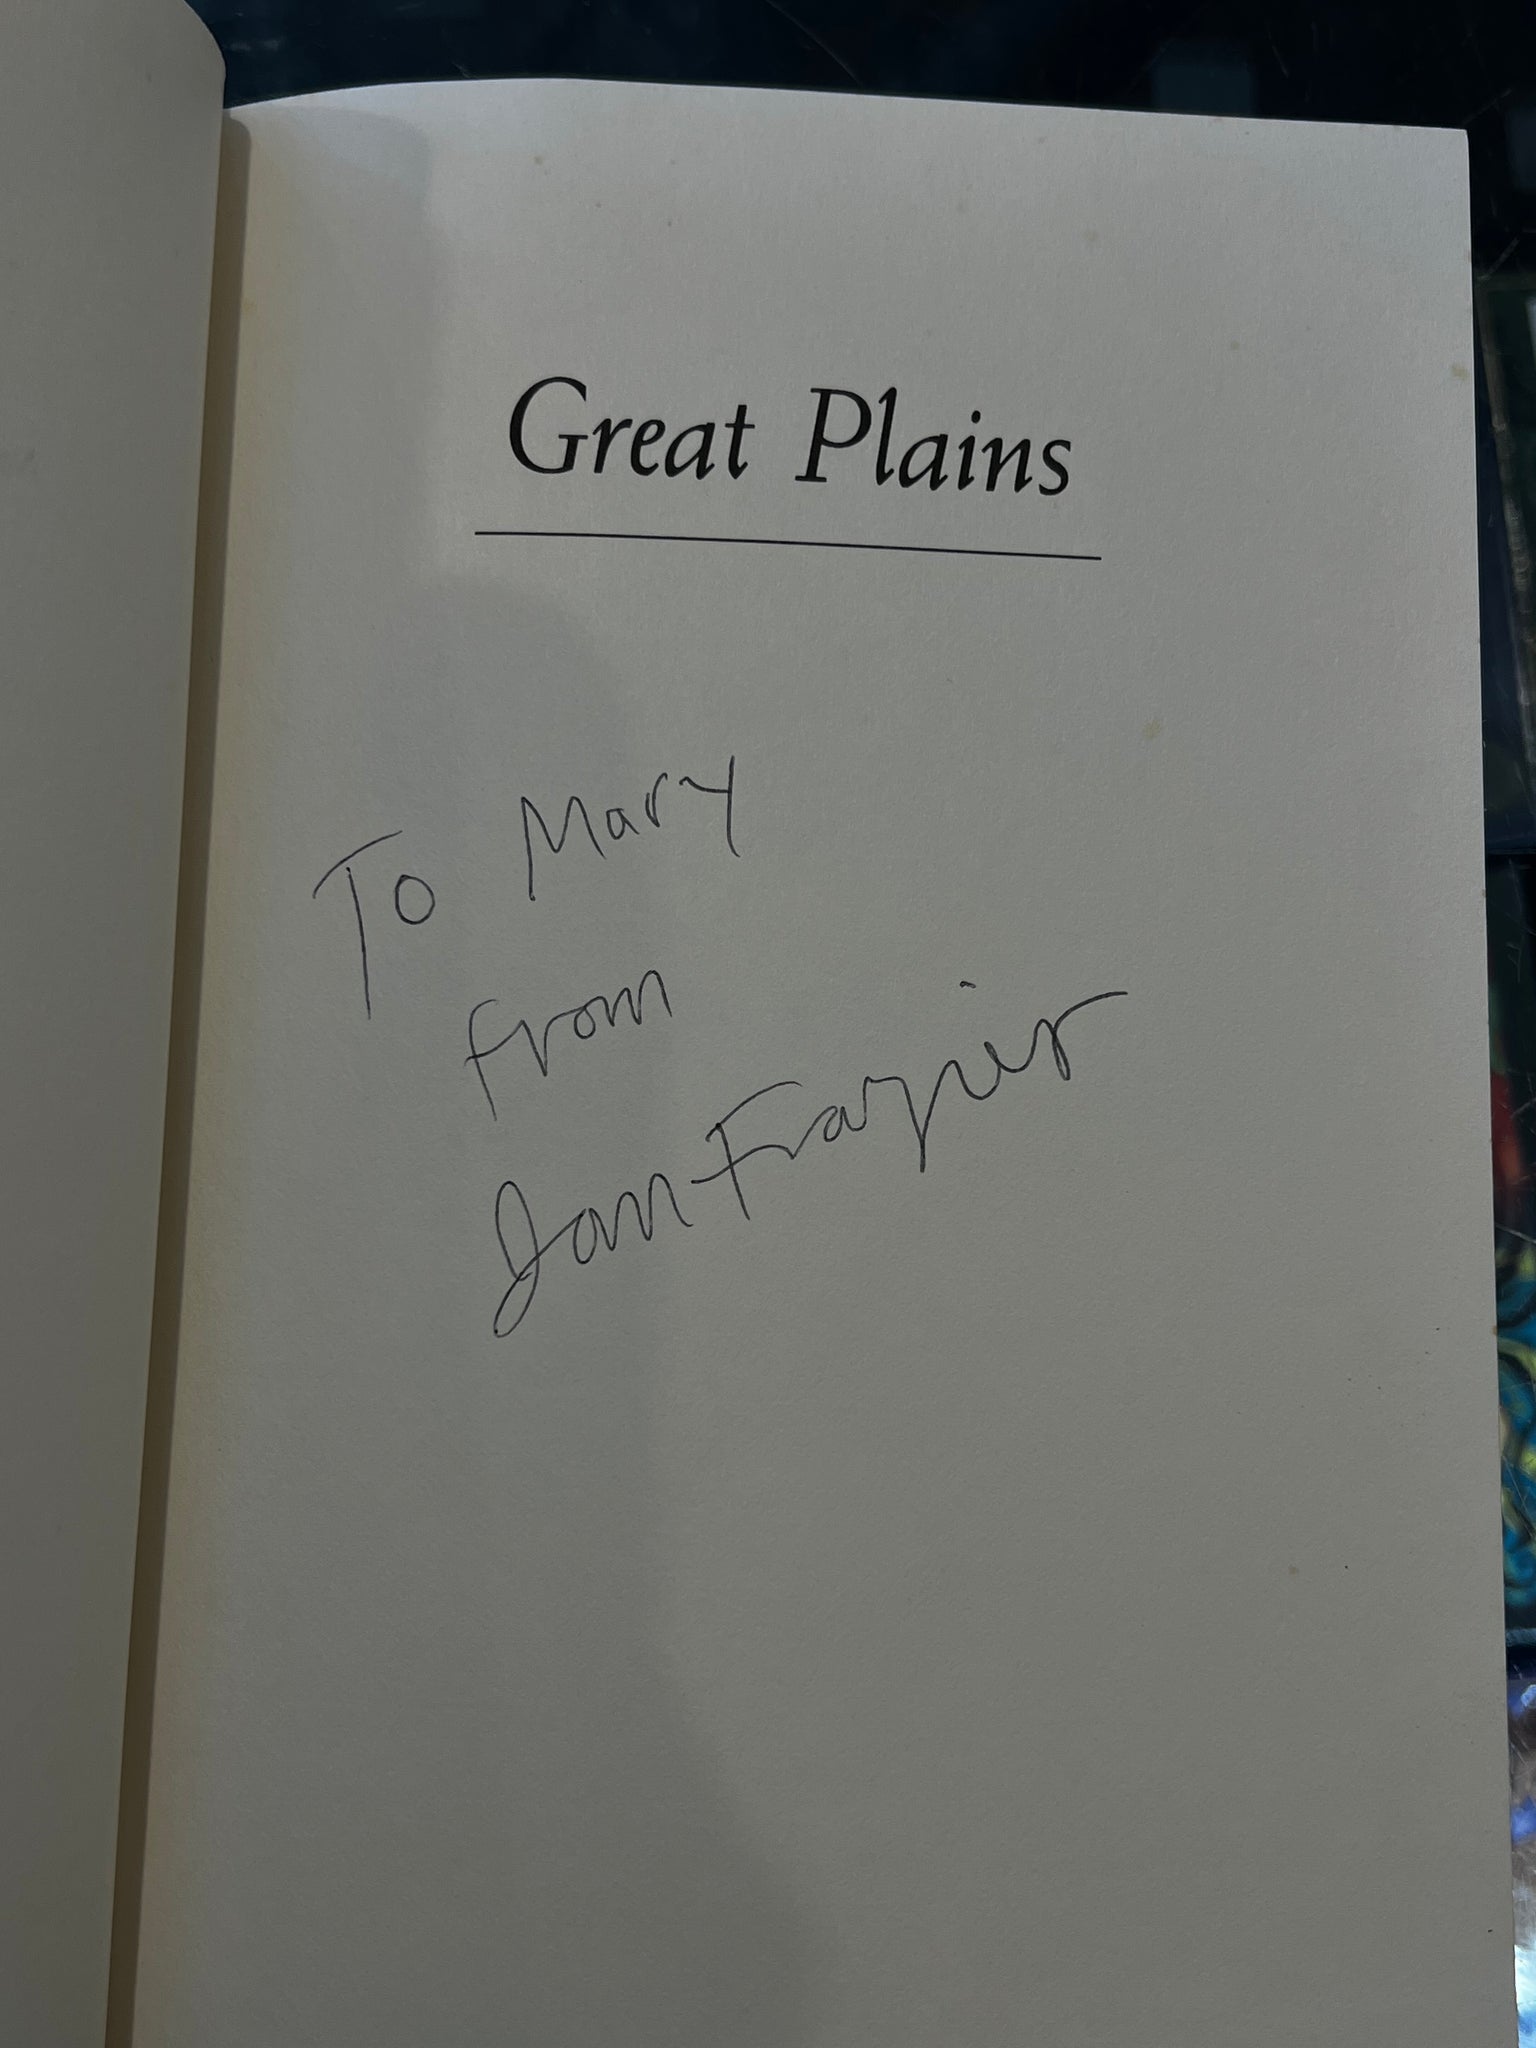 Great Plains
To Mary
from
Ian Frazier